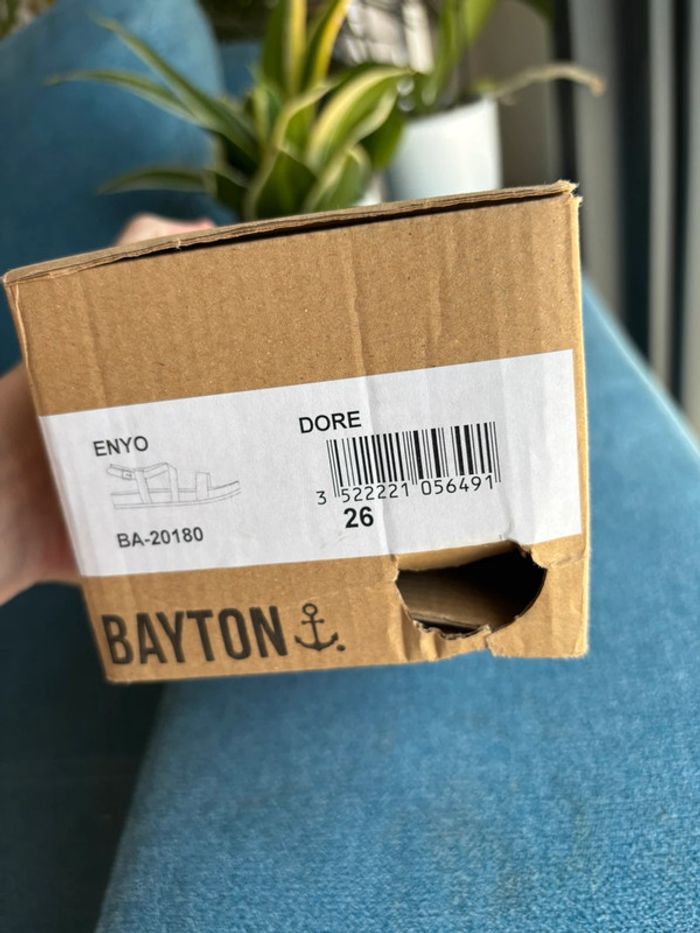 ENYO
DORE
3 522221 056491
26
BA-20180
BAYTON